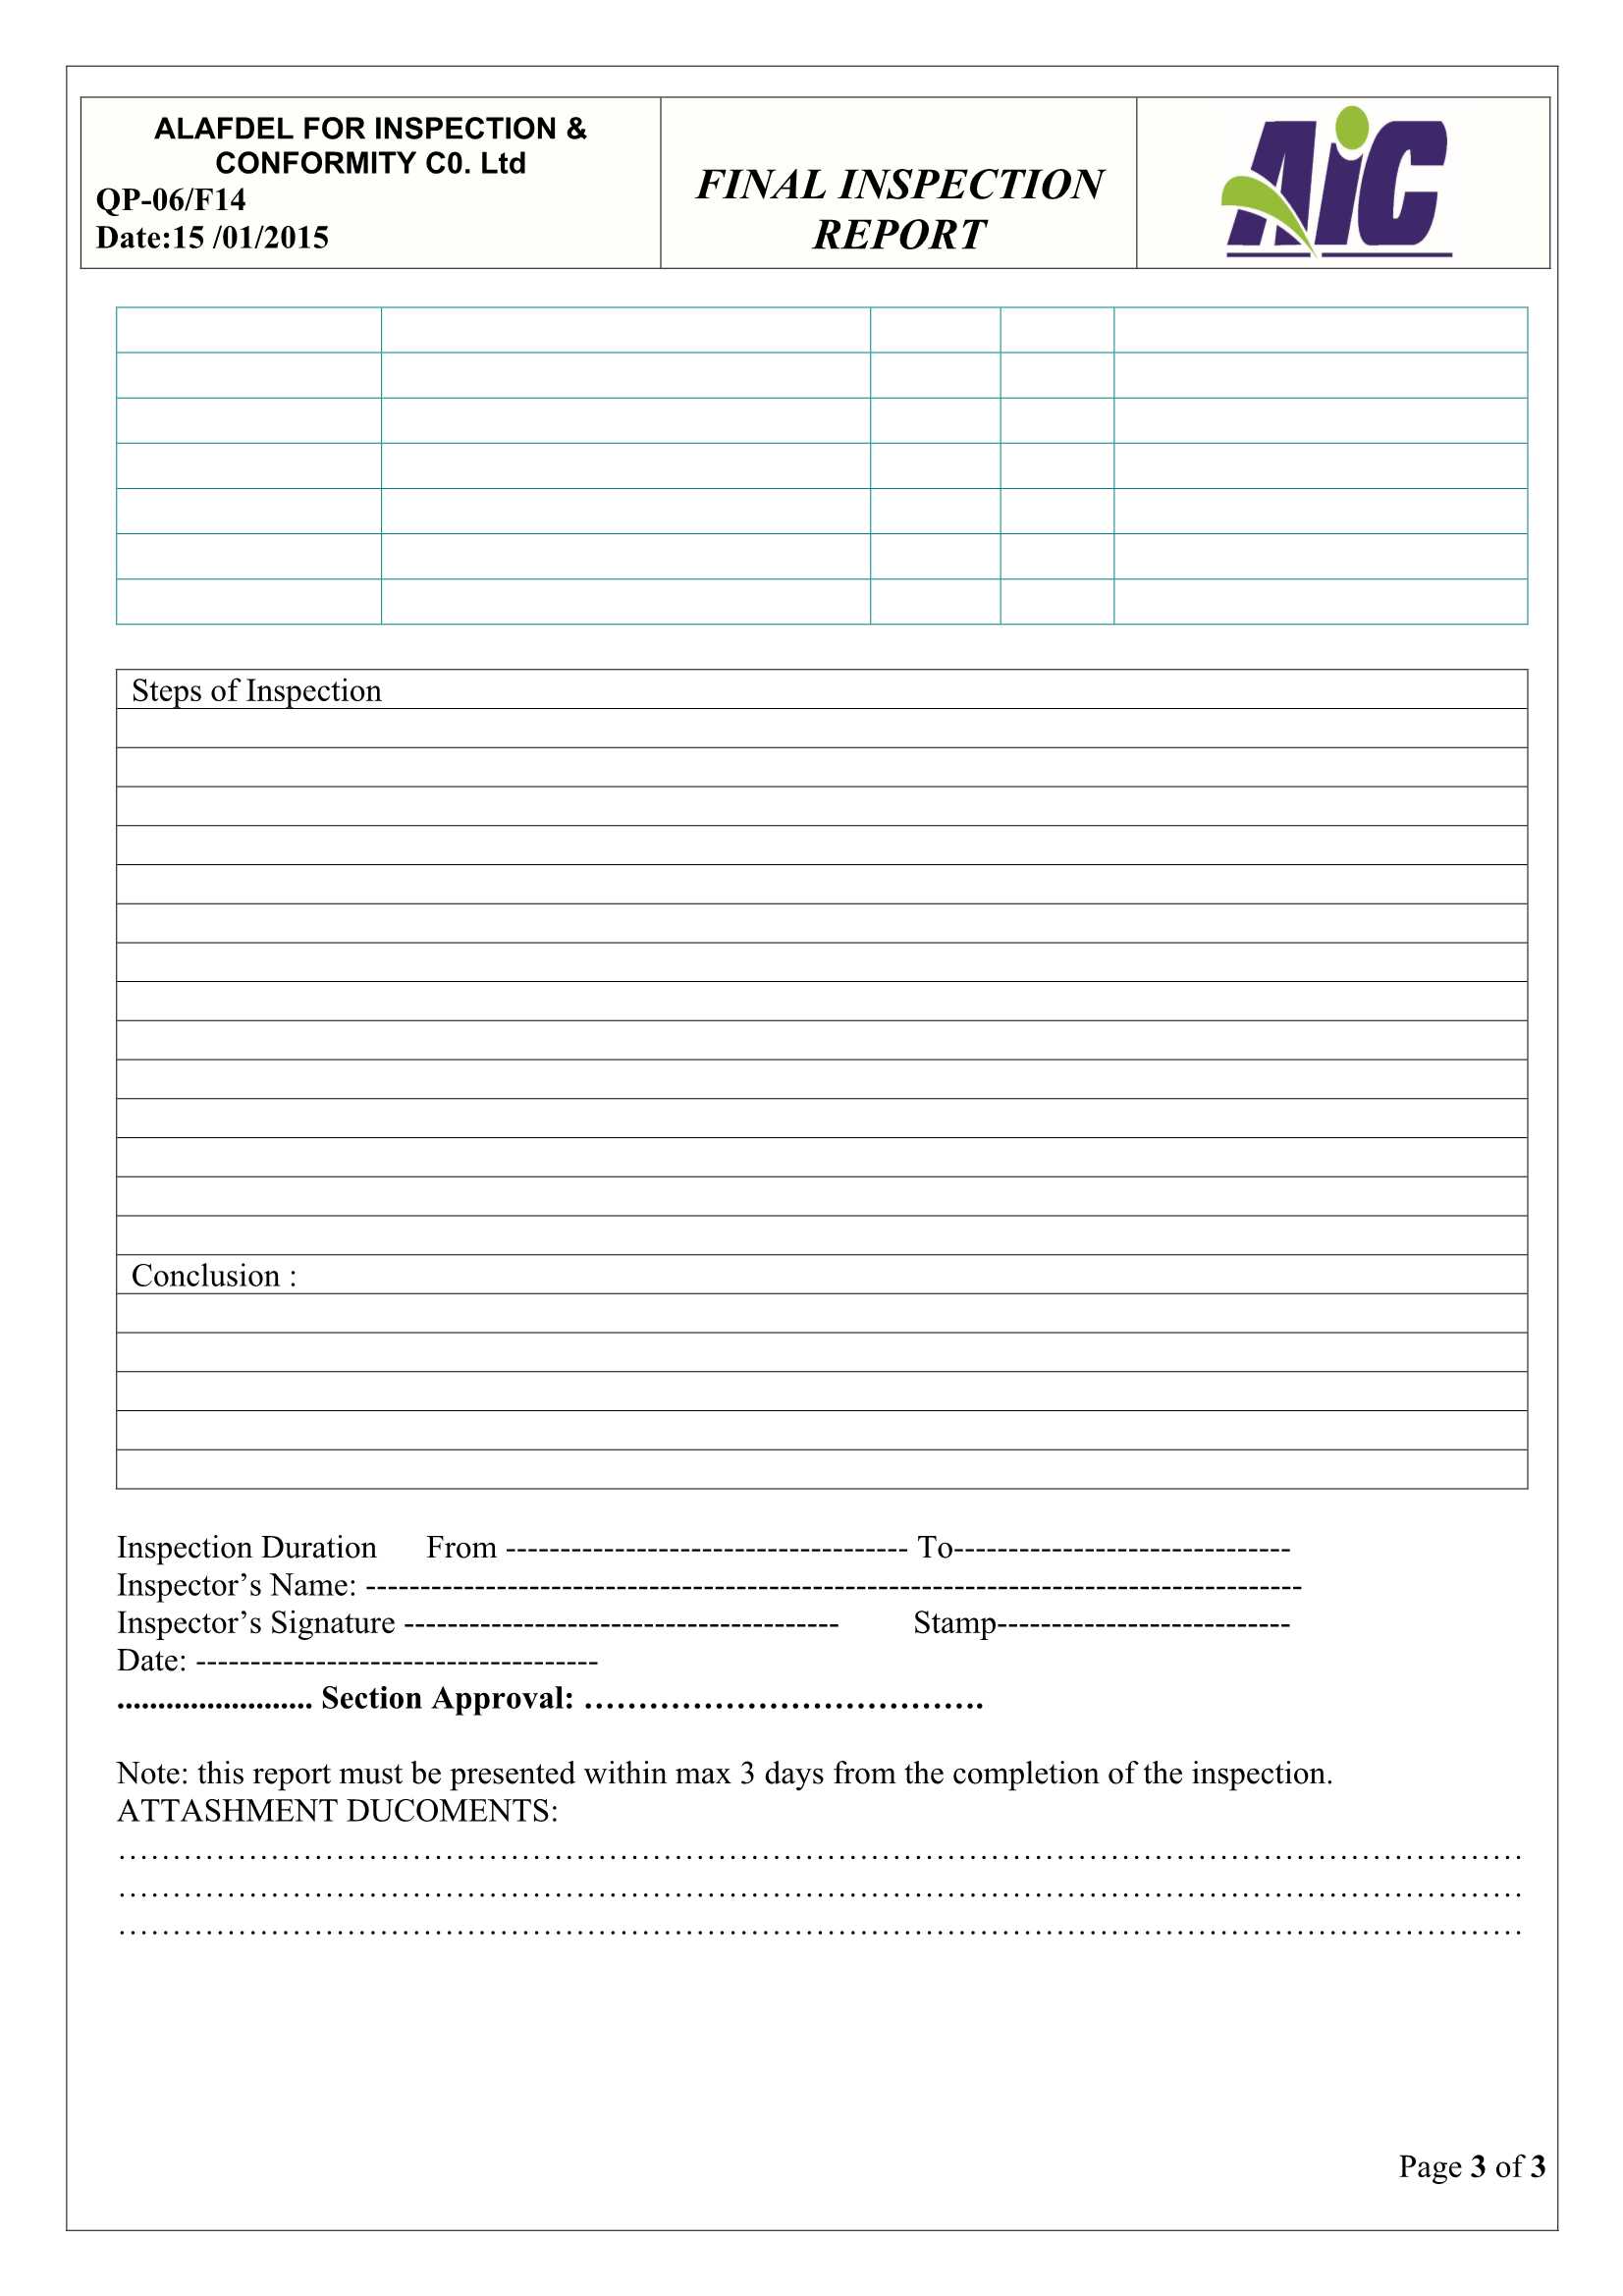 ALAFDEL FOR INSPECTION &
CONFORMITY C0. Ltd
QP-06/F14
Date:15 /01/2015
FINAL INSPECTION
REPORT
AiC
Steps of Inspection
Conclusion :
Inspection Duration From ------------------------------------- To-------------------------------
Inspector’s Name: --------------------------------------------------------------------------------------
Inspector’s Signature ---------------------------------------- Stamp---------------------------
Date: -------------------------------------
........................ Section Approval: ……………………………….
Note: this report must be presented within max 3 days from the completion of the inspection.
ATTASHMENT DUCOMENTS:
……………………………………………………………………………………………………………………
……………………………………………………………………………………………………………………
……………………………………………………………………………………………………………………
Page 3 of 3